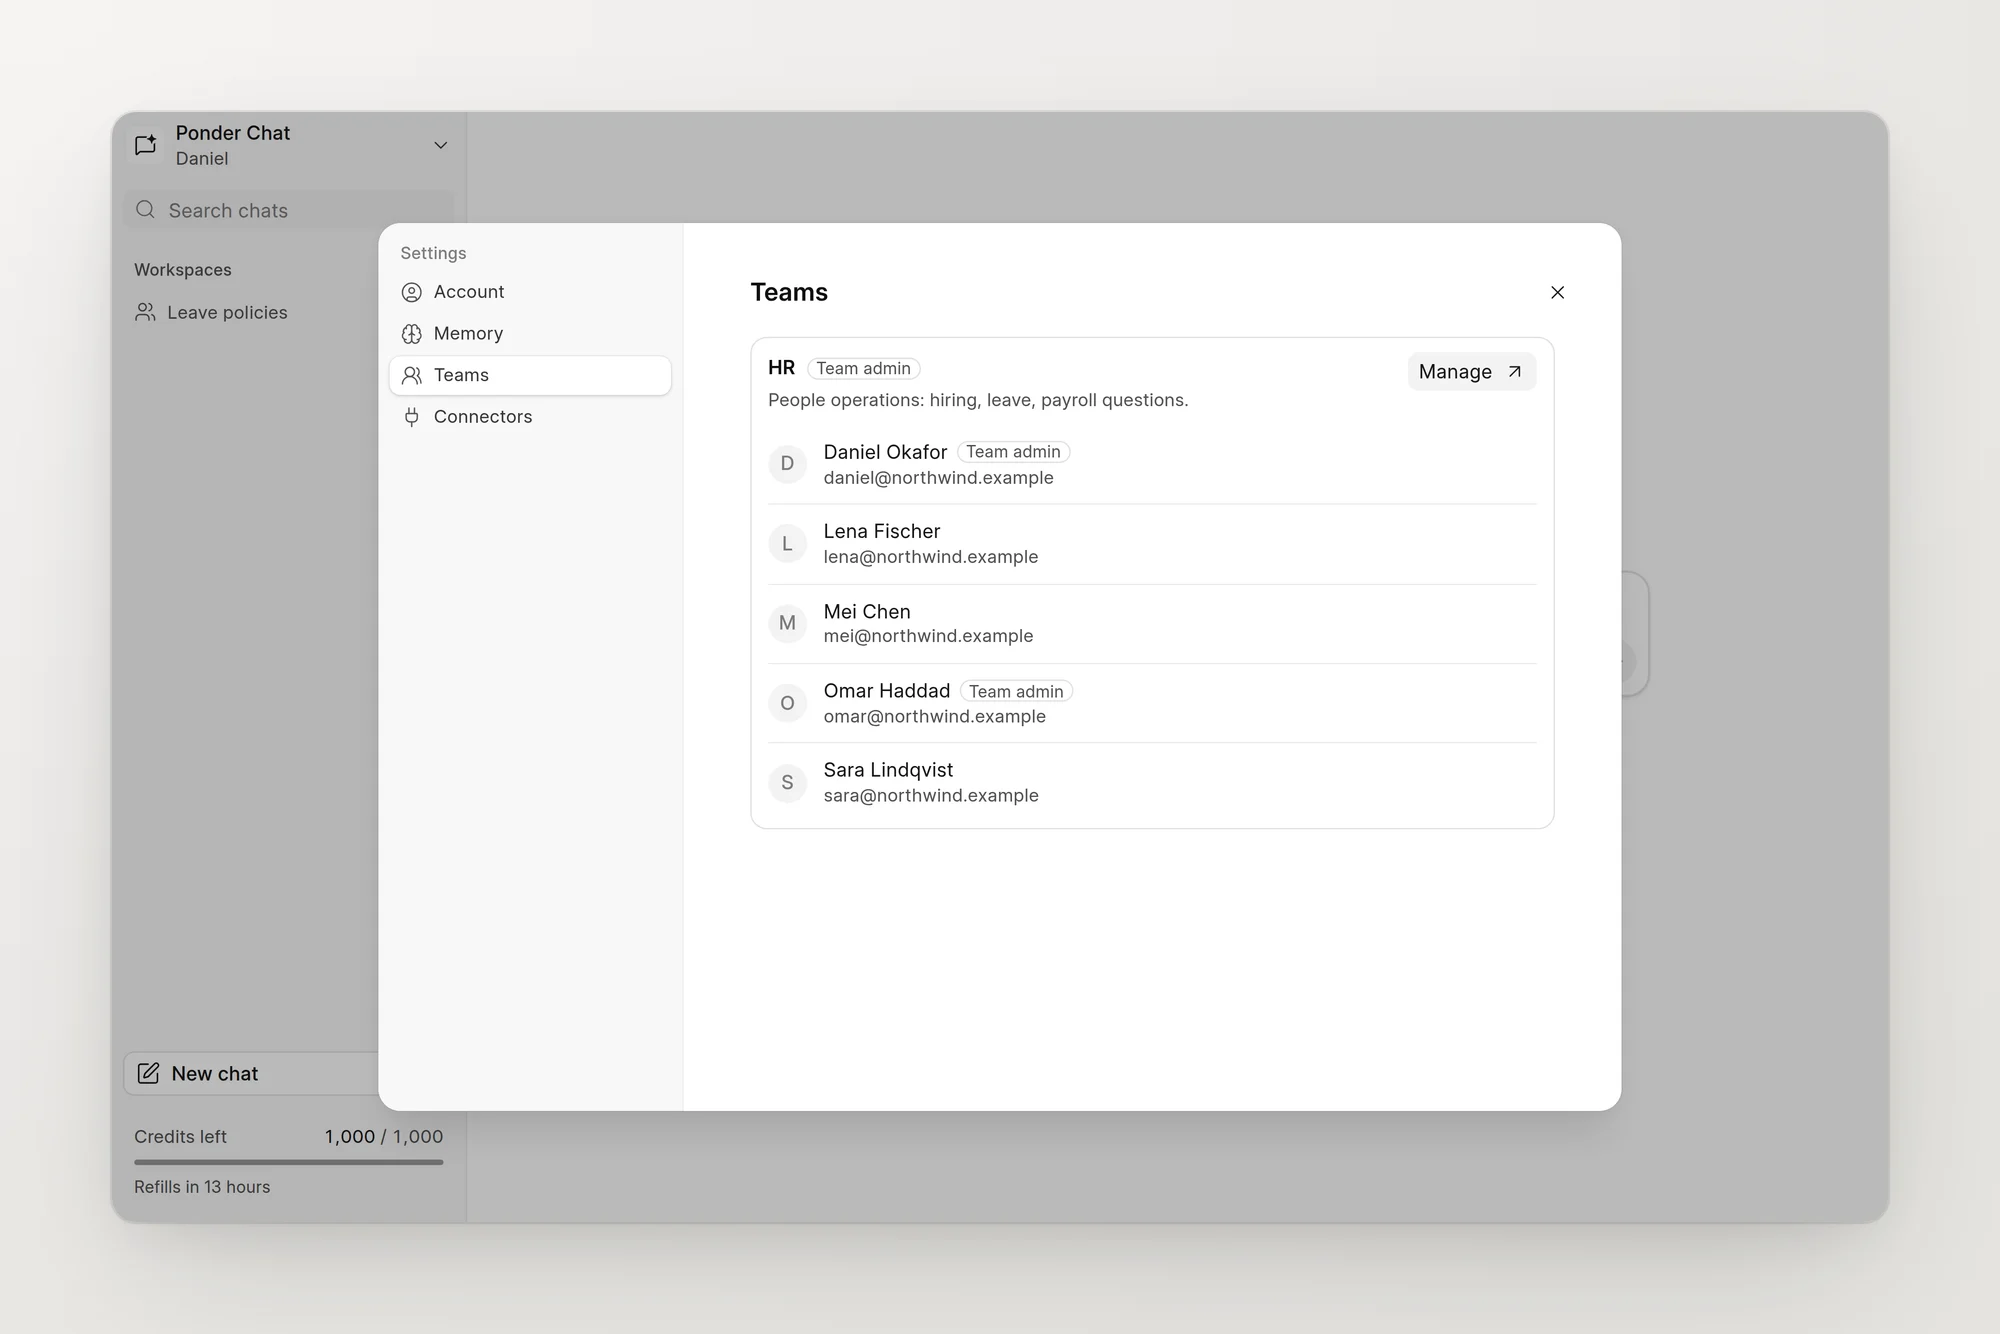 Ponder Chat
Daniel
Search chats
Workspaces
Leave policies
New chat
Credits left 1,000 / 1,000
Refills in 13 hours
Settings
Account
Memory
Teams
Connectors
Teams
HR Team admin
Manage
People operations: hiring, leave, payroll questions.
D
Daniel Okafor Team admin
daniel@northwind.example
L
Lena Fischer
lena@northwind.example
M
Mei Chen
mei@northwind.example
O
Omar Haddad Team admin
omar@northwind.example
S
Sara Lindqvist
sara@northwind.example